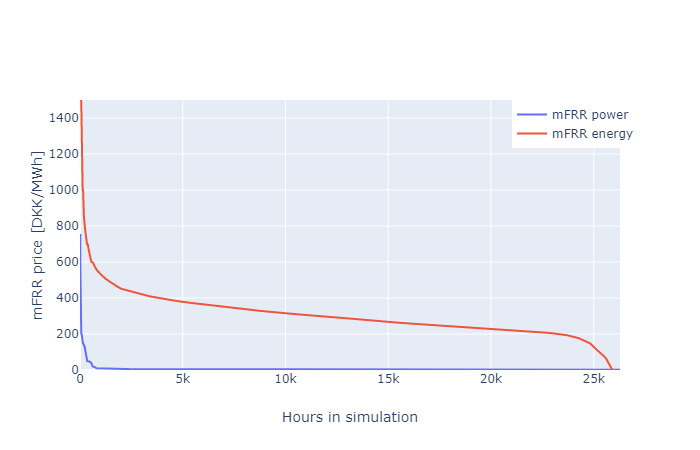 mFRR power
mFRR energy
mFRR price [DKK/MWh]
1400
1200
1000
800
600
400
200
0
0 5k 10k 15k 20k 25k
Hours in simulation